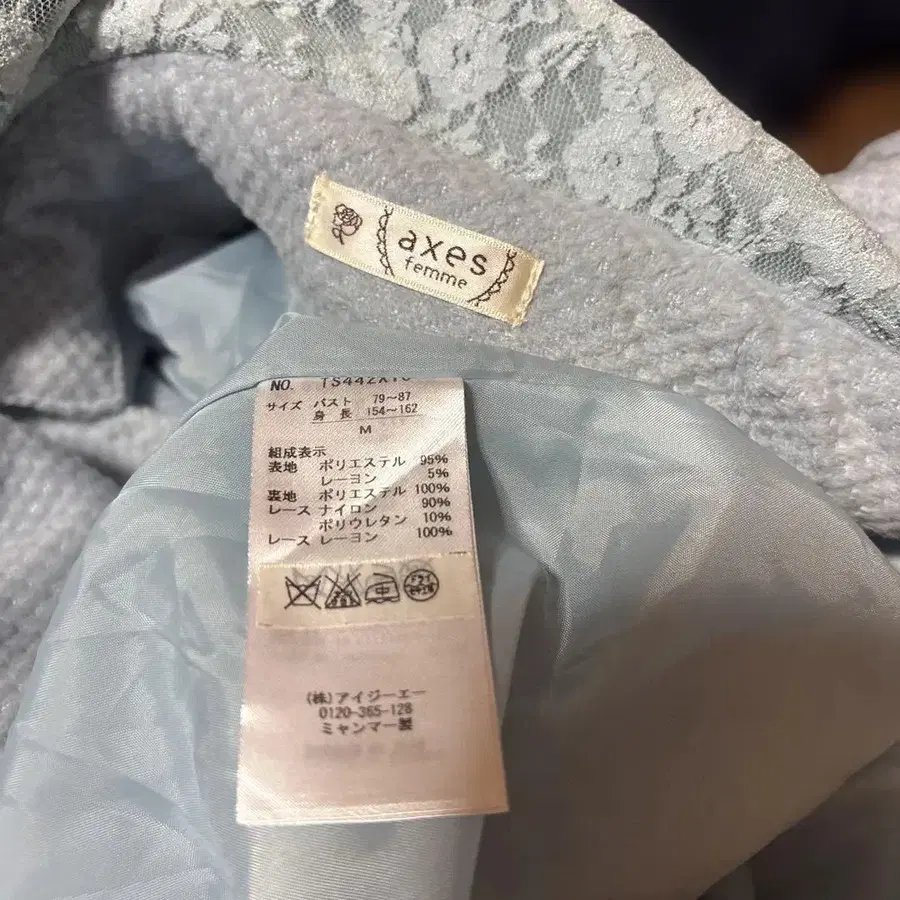 axes
femme
NO. TS442X
サイズ バスト 79～87
身長 154～162
M
組成表示
表地 ポリエステル 95%
レーヨン 5%
裏地 ポリエステル 100%
レース ナイロン 90%
ポリウレタン 10%
レース レーヨン 100%
(株)アイジーエー
0120-365-128
ミャンマー製